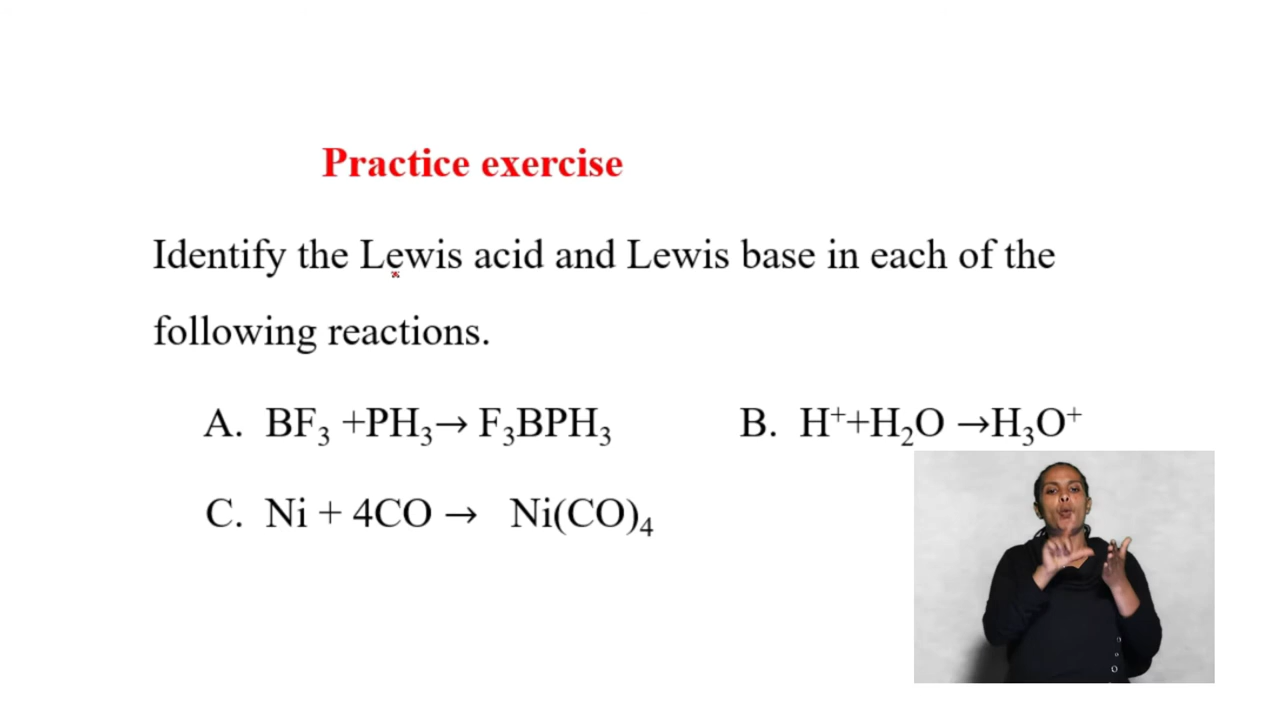 Practice exercise
Identify the Lewis acid and Lewis base in each of the
following reactions.
A. BF₃ +PH₃→ F₃BPH₃ B. H⁺+H₂O →H₃O⁺
C. Ni + 4CO → Ni(CO)₄